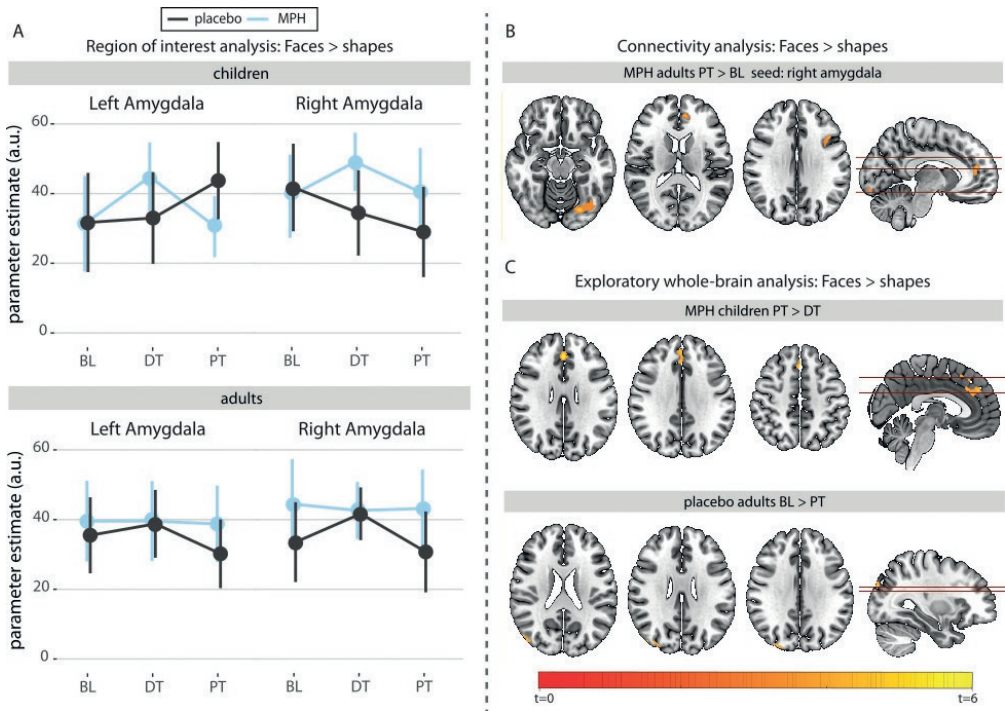 placebo MPH
A
Region of interest analysis: Faces > shapes
children
Left Amygdala Right Amygdala
parameter estimate (a.u.)
60
40
20
0
BL DT PT BL DT PT
adults
Left Amygdala Right Amygdala
parameter estimate (a.u.)
60
40
20
0
BL DT PT BL DT PT
B
Connectivity analysis: Faces > shapes
MPH adults PT > BL seed: right amygdala
C
Exploratory whole-brain analysis: Faces > shapes
MPH children PT > DT
placebo adults BL > PT
t=0 t=6